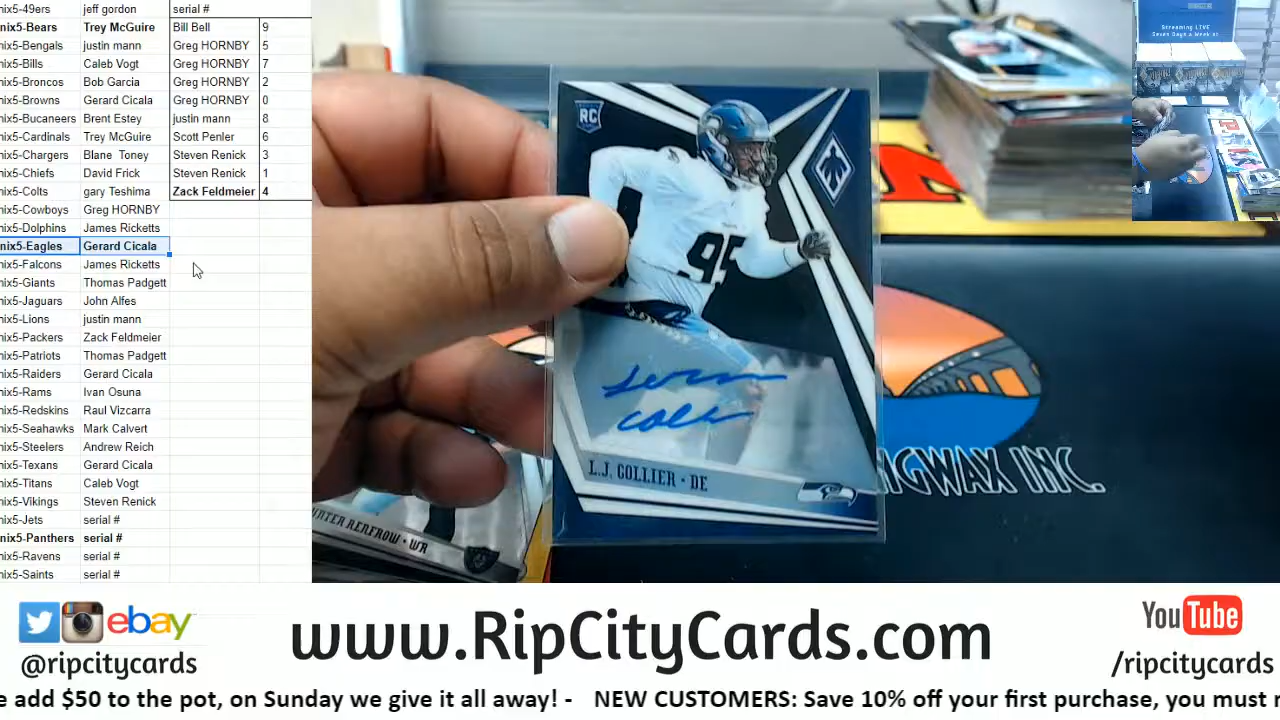 nix5-49ers jeff gordon serial #
nix5-Bears Trey McGuire Bill Bell 9
nix5-Bengals justin mann Greg HORNBY 5
nix5-Bills Caleb Vogt Greg HORNBY 7
nix5-Broncos Bob Garcia Greg HORNBY 2
nix5-Browns Gerard Cicala Greg HORNBY 0
nix5-Bucaneers Brent Estey justin mann 8
nix5-Cardinals Trey McGuire Scott Penler 6
nix5-Chargers Blane Toney Steven Renick 3
nix5-Chiefs David Frick Steven Renick 1
nix5-Colts gary Teshima Zack Feldmeier 4
nix5-Cowboys Greg HORNBY
nix5-Dolphins James Ricketts
nix5-Eagles Gerard Cicala
nix5-Falcons James Ricketts
nix5-Giants Thomas Padgett
nix5-Jaguars John Alfes
nix5-Lions justin mann
nix5-Packers Zack Feldmeier
nix5-Patriots Thomas Padgett
nix5-Raiders Gerard Cicala
nix5-Rams Ivan Osuna
nix5-Redskins Raul Vizcarra
nix5-Seahawks Mark Calvert
nix5-Steelers Andrew Reich
nix5-Texans Gerard Cicala
nix5-Titans Caleb Vogt
nix5-Vikings Steven Renick
nix5-Jets serial #
nix5-Panthers serial #
nix5-Ravens serial #
nix5-Saints serial #
RC
95
L.J. COLLIER • DE
RENFROW • WR
IGWAX INC.
Streaming LIVE
Seven Days a Week at
ebay
@ripcitycards
www.RipCityCards.com
YouTube
/ripcitycards
e add $50 to the pot, on Sunday we give it all away! - NEW CUSTOMERS: Save 10% off your first purchase, you must r